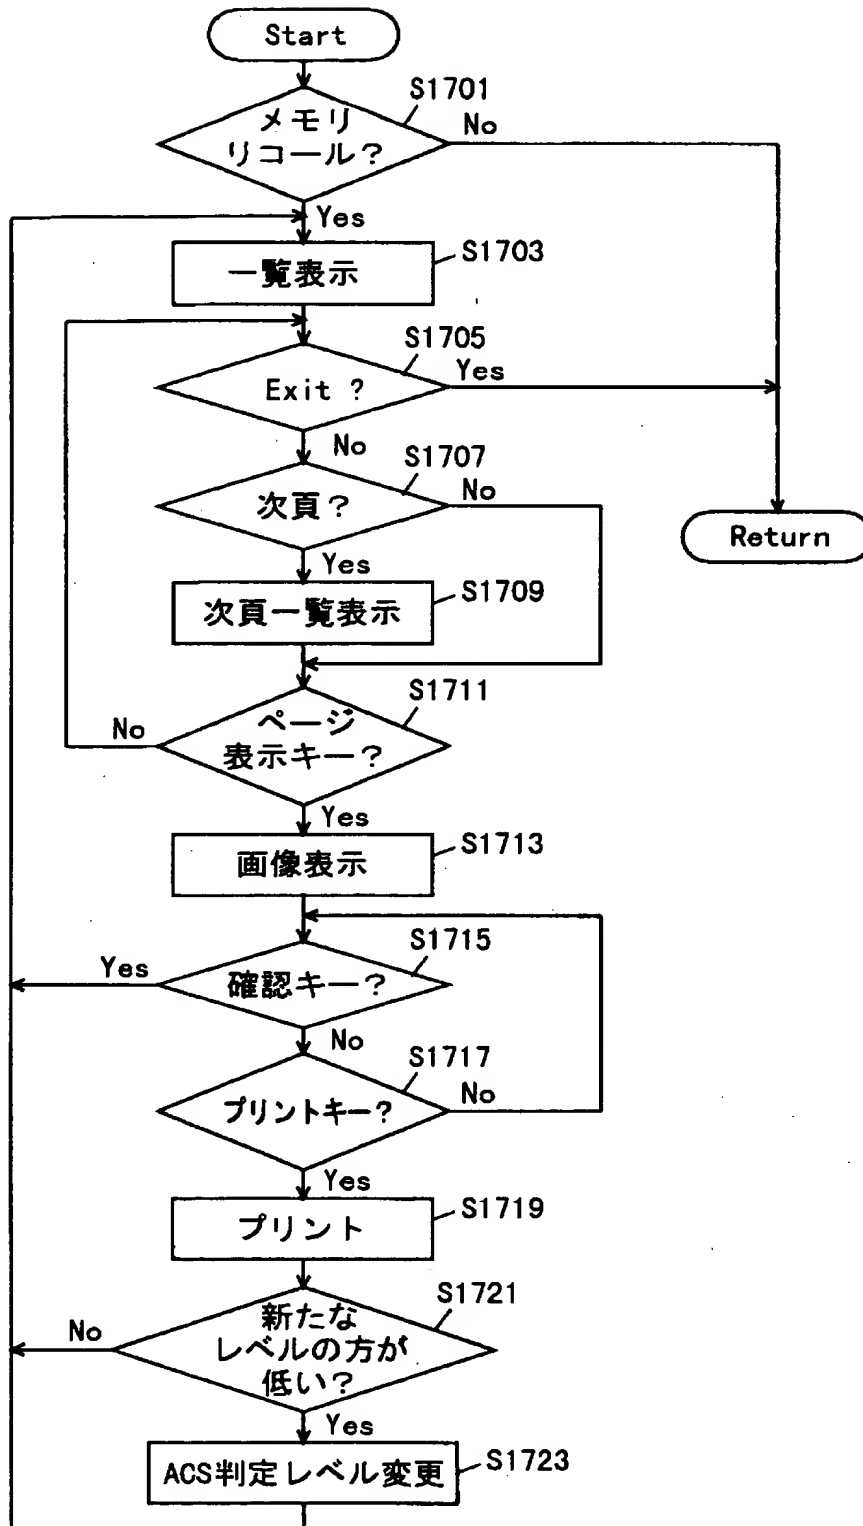 Start
S1701
メモリ
リコール?
No
Yes
一覧表示
S1703
S1705
Exit ?
Yes
No
S1707
次頁?
No
Return
Yes
次頁一覧表示
S1709
S1711
ページ
表示キー?
No
Yes
画像表示
S1713
S1715
Yes
確認キー?
No
S1717
プリントキー?
No
Yes
プリント
S1719
S1721
新たな
レベルの方が
低い?
No
Yes
ACS判定レベル変更
S1723